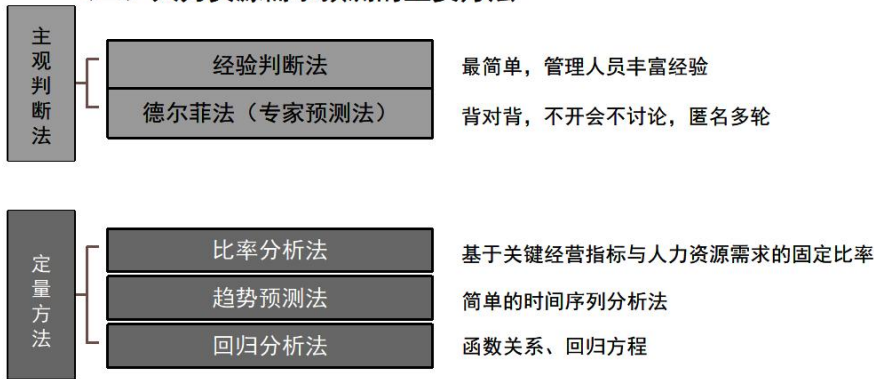 主观判断法
经验判断法
最简单，管理人员丰富经验
德尔菲法（专家预测法）
背对背，不开会不讨论，匿名多轮
定量方法
比率分析法
基于关键经营指标与人力资源需求的固定比率
趋势预测法
简单的时间序列分析法
回归分析法
函数关系、回归方程